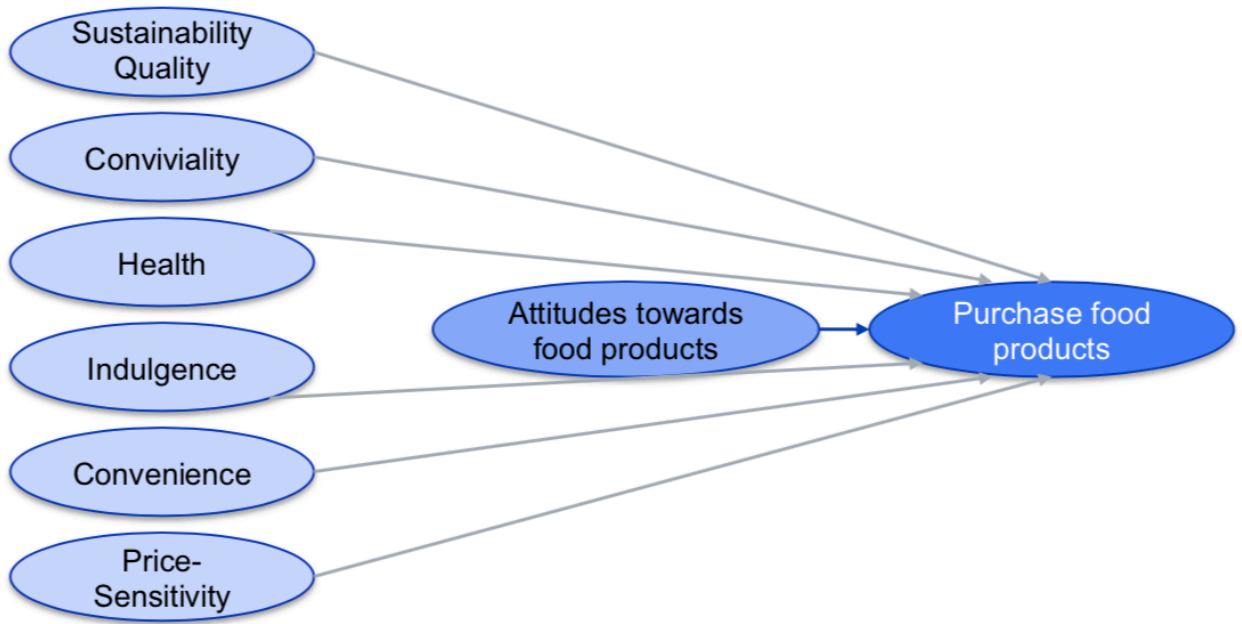 Sustainability
Quality
Conviviality
Health
Attitudes towards
food products
Purchase food
products
Indulgence
Convenience
Price-
Sensitivity